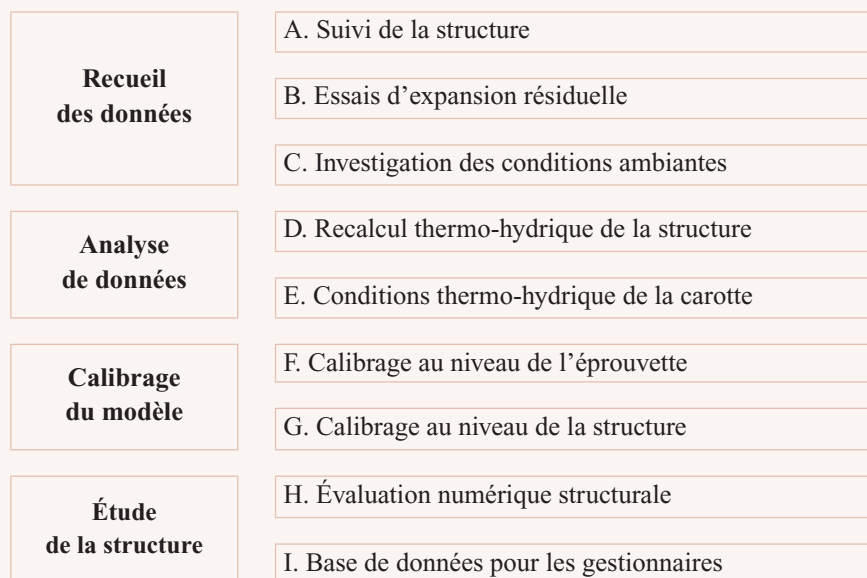 Recueil
des données
A. Suivi de la structure
B. Essais d’expansion résiduelle
C. Investigation des conditions ambiantes
Analyse
de données
D. Recalcul thermo-hydrique de la structure
E. Conditions thermo-hydrique de la carotte
Calibrage
du modèle
F. Calibrage au niveau de l’éprouvette
G. Calibrage au niveau de la structure
Étude
de la structure
H. Évaluation numérique structurale
I. Base de données pour les gestionnaires